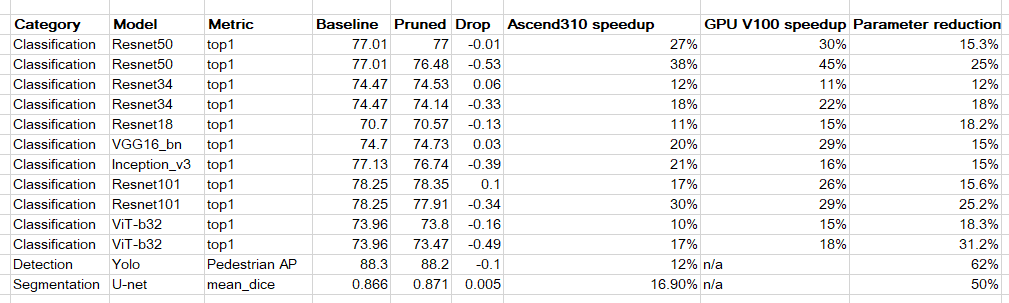 Category Model Metric Baseline Pruned Drop Ascend310 speedup GPU V100 speedup Parameter reduction
Classification Resnet50 top1 77.01 77 -0.01 27% 30% 15.3%
Classification Resnet50 top1 77.01 76.48 -0.53 38% 45% 25%
Classification Resnet34 top1 74.47 74.53 0.06 12% 11% 12%
Classification Resnet34 top1 74.47 74.14 -0.33 18% 22% 18%
Classification Resnet18 top1 70.7 70.57 -0.13 11% 15% 18.2%
Classification VGG16_bn top1 74.7 74.73 0.03 20% 29% 15%
Classification Inception_v3 top1 77.13 76.74 -0.39 21% 16% 15%
Classification Resnet101 top1 78.25 78.35 0.1 17% 26% 15.6%
Classification Resnet101 top1 78.25 77.91 -0.34 30% 29% 25.2%
Classification ViT-b32 top1 73.96 73.8 -0.16 10% 15% 18.3%
Classification ViT-b32 top1 73.96 73.47 -0.49 17% 18% 31.2%
Detection Yolo Pedestrian AP 88.3 88.2 -0.1 12% n/a 62%
Segmentation U-net mean_dice 0.866 0.871 0.005 16.90% n/a 50%